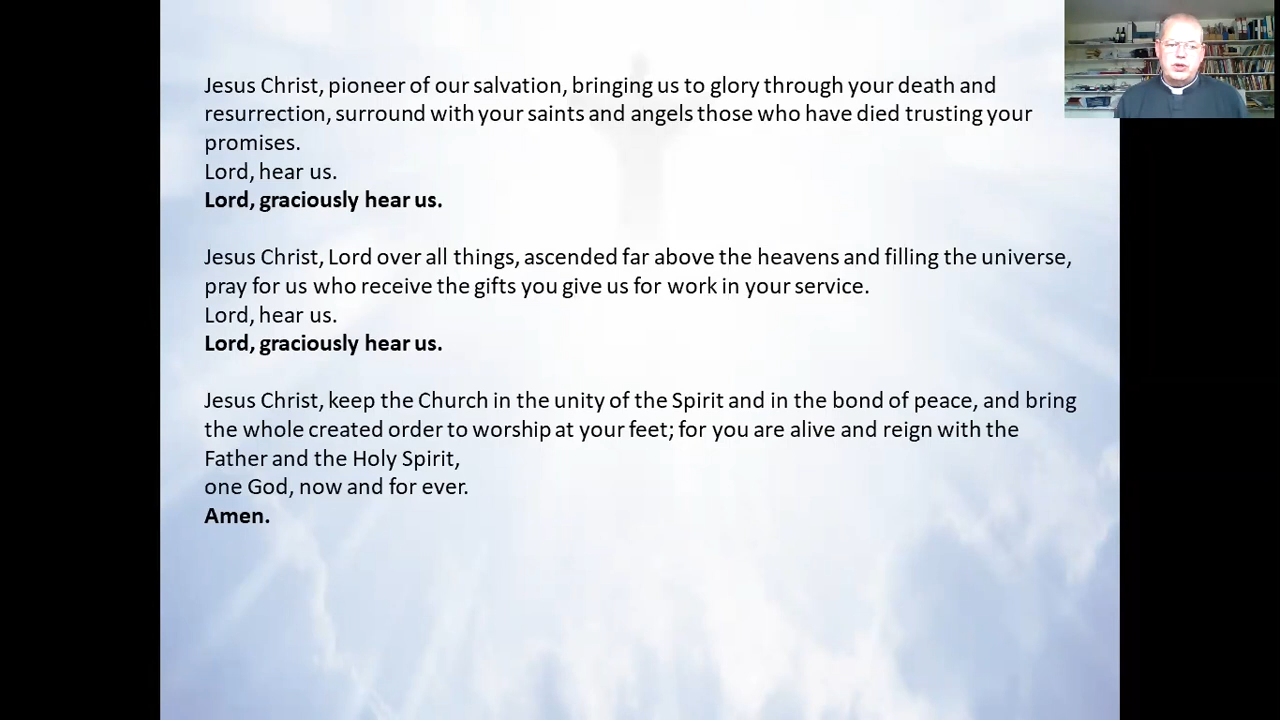 Jesus Christ, pioneer of our salvation, bringing us to glory through your death and
resurrection, surround with your saints and angels those who have died trusting your
promises.
Lord, hear us.
Lord, graciously hear us.
Jesus Christ, Lord over all things, ascended far above the heavens and filling the universe,
pray for us who receive the gifts you give us for work in your service.
Lord, hear us.
Lord, graciously hear us.
Jesus Christ, keep the Church in the unity of the Spirit and in the bond of peace, and bring
the whole created order to worship at your feet; for you are alive and reign with the
Father and the Holy Spirit,
one God, now and for ever.
Amen.